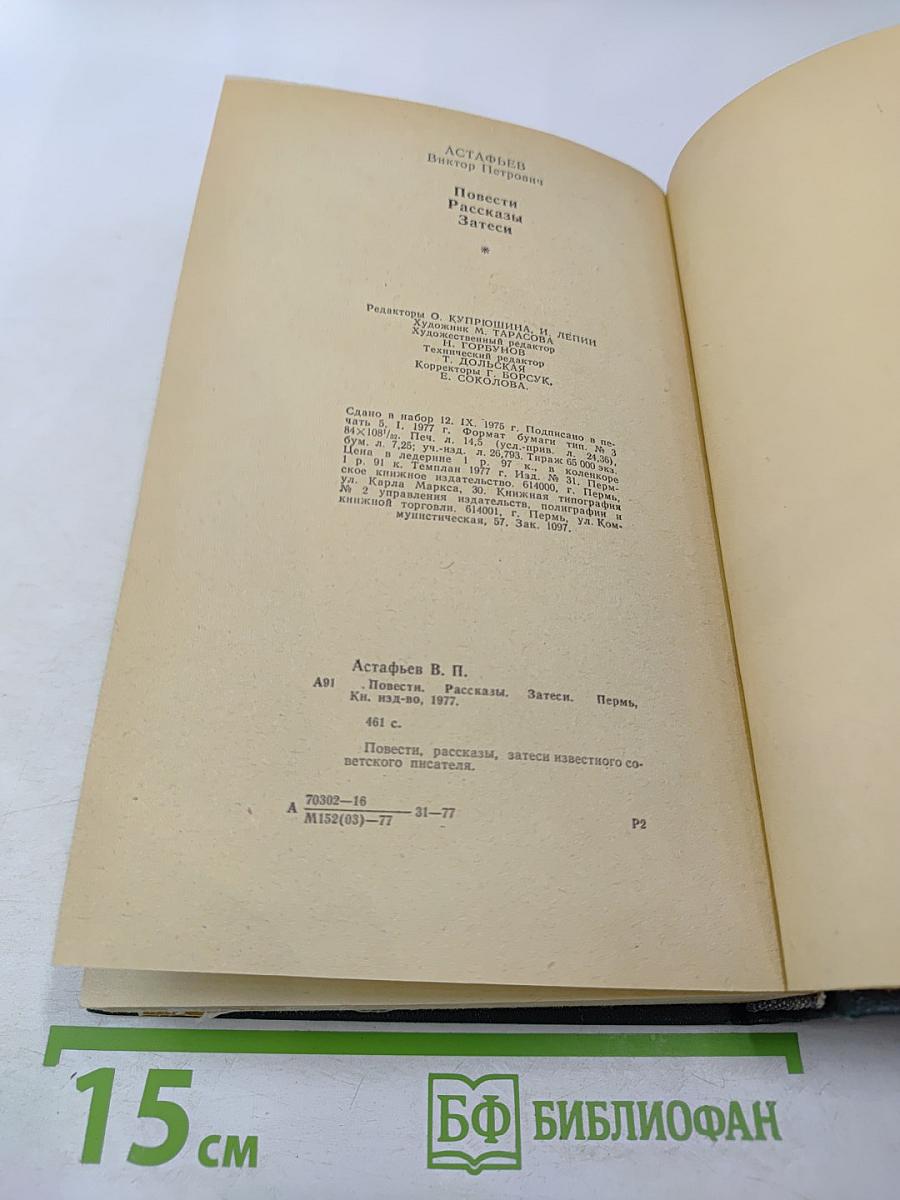 АСТАФЬЕВ
Виктор Петрович
Повести
Рассказы
Затеси
*
Редакторы О. КУПРЮШИНА, И. ЛЕПИН
Художник М. ТАРАСОВА
Художественный редактор
Н. ГОРБУНОВ
Технический редактор
Т. ДОЛЬСКАЯ
Корректоры Г. БОРСУК,
Е. СОКОЛОВА.
Сдано в набор 12. IX. 1975 г. Подписано в пе-
чать 5. I. 1977 г. Формат бумаги тип. № 3
84×108¹/₃₂. Печ. л. 14,5 (усл.-прив. л. 24,36),
бум. л. 7,25; уч.-изд. л. 26,793. Тираж 65 000 экз.
Цена в ледерине 1 р. 97 к., в коленкоре
1 р. 91 к. Темплан 1977 г. Изд. № 31. Перм-
ское книжное издательство. 614000, г. Пермь,
ул. Карла Маркса, 30. Книжная типография
№ 2 управления издательств, полиграфии и
книжной торговли. 614001, г. Пермь, ул. Ком-
мунистическая, 57. Зак. 1097.
Астафьев В. П.
А91 . Повести. Рассказы. Затеси. Пермь,
Кн. изд-во, 1977.
461 с.
Повести, рассказы, затеси известного со-
ветского писателя.
А 70302—16 31—77
М152(03)—77
Р2
15 см
БФ БИБЛИОФАН